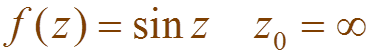 f(z) = sin z   z₀ = ∞